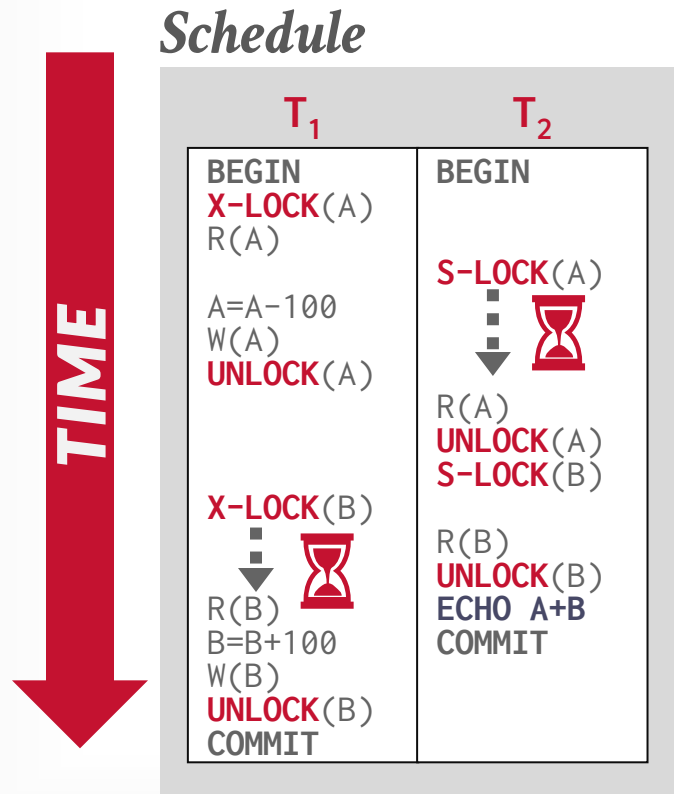 Schedule
TIME
T₁
T₂
BEGIN
X-LOCK(A)
R(A)
A=A-100
W(A)
UNLOCK(A)
X-LOCK(B)
R(B)
B=B+100
W(B)
UNLOCK(B)
COMMIT
BEGIN
S-LOCK(A)
R(A)
UNLOCK(A)
S-LOCK(B)
R(B)
UNLOCK(B)
ECHO A+B
COMMIT